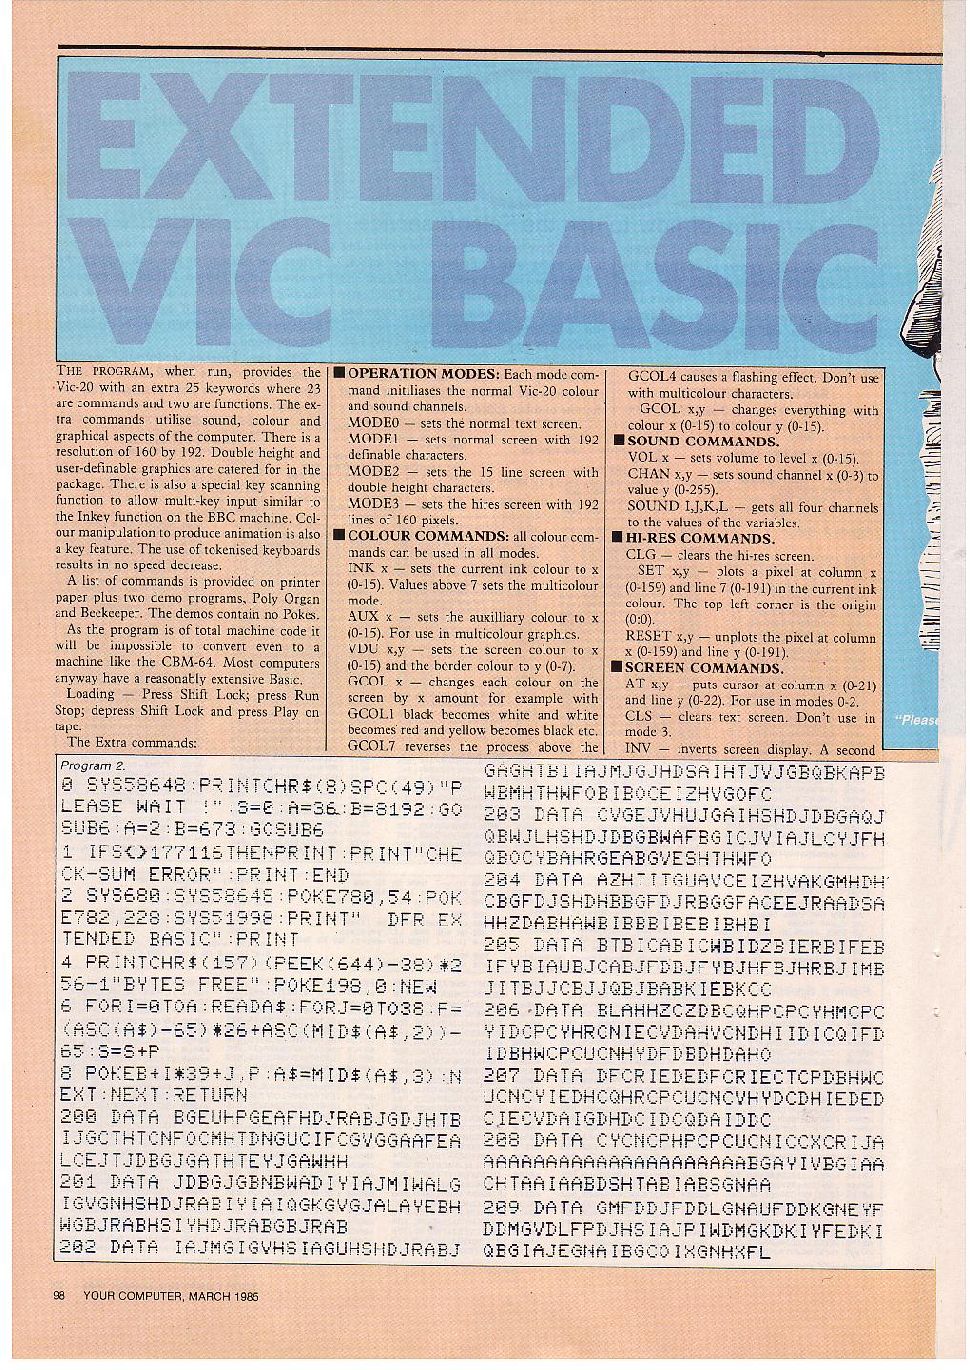 EXTENDED
VIC BASIC
THE PROGRAM, when run, provides the
Vic-20 with an extra 25 keywords where 23
are commands and two are functions. The ex-
tra commands utilise sound, colour and
graphical aspects of the computer. There is a
resolution of 160 by 192. Double height and
user-definable graphics are catered for in the
package. There is also a special key scanning
function to allow multi-key input similar to
the Inkey function on the BBC machine. Col-
our manipulation to produce animation is also
a key feature. The use of tokenised keyboards
results in no speed decrease.
A list of commands is provided on printer
paper plus two demo programs, Poly Organ
and Beekeeper. The demos contain no Pokes.
As the program is of total machine code it
will be impossible to convert even to a
machine like the CBM-64. Most computers
anyway have a reasonably extensive Basic.
Loading — Press Shift Lock; press Run
Stop; depress Shift Lock and press Play on
tape.
The Extra commands:
■ OPERATION MODES: Each mode com-
mand initiliases the normal Vic-20 colour
and sound channels.
MODE0 — sets the normal text screen.
MODE1 — sets normal screen with 192
definable characters.
MODE2 — sets the 15 line screen with
double height characters.
MODE3 — sets the hires screen with 192
lines of 160 pixels.
■ COLOUR COMMANDS: all colour com-
mands can be used in all modes.
INK x — sets the current ink colour to x
(0-15). Values above 7 sets the multicolour
mode.
AUX x — sets the auxilliary colour to x
(0-15). For use in multicolour graphics.
VDU x,y — sets the screen colour to x
(0-15) and the border colour to y (0-7).
GCOL x — changes each colour on the
screen by x amount for example with
GCOL1 black becomes white and white
becomes red and yellow becomes black etc.
GCOL7 reverses the process above the
GCOL4 causes a flashing effect. Don't use
with multicolour characters.
GCOL x,y — changes everything with
colour x (0-15) to colour y (0-15).
■ SOUND COMMANDS.
VOL x — sets volume to level x (0-15).
CHAN x,y — sets sound channel x (0-3) to
value y (0-255).
SOUND I,J,K,L — gets all four channels
to the values of the variables.
■ HI-RES COMMANDS.
CLG — clears the hi-res screen.
SET x,y — plots a pixel at column x
(0-159) and line 7 (0-191) in the current ink
colour. The top left corner is the origin
(0:0).
RESET x,y — unplots the pixel at column
x (0-159) and line y (0-191).
■ SCREEN COMMANDS.
AT x,y — puts cursor at column x (0-21)
and line y (0-22). For use in modes 0-2.
CLS — clears text screen. Don't use in
mode 3.
INV — inverts screen display. A second
"Please
Program 2.
0 SYS58648:PRINTCHR$(8)SPC(49)"P
LEASE WAIT !":S=0:A=36:B=8192:GO
SUB6:A=2:B=673:GOSUB6
1 IFS<>177115THENPRINT:PRINT"CHE
CK-SUM ERROR":PRINT:END
2 SYS680:SYS58648:POKE780,54:POK
E782,228:SYS51998:PRINT" DFR EX
TENDED BASIC":PRINT
4 PRINTCHR$(157)(PEEK(644)-38)*2
56-1"BYTES FREE":POKE198,0:NEW
6 FORI=0TOA:READA$:FORJ=0TO38:F=
(ASC(A$)-65)*26+ASC(MID$(A$,2))-
65:S=S+P
8 POKEB+I*39+J,P:A$=MID$(A$,3):N
EXT:NEXT:RETURN
200 DATA BGEUHPGEAFHDJRABJGDJHTB
IJGCTHTCNFOCMHTDNGUCIFCGVGGAAFEA
LCEJTJDBGJGATHTEYJGAWHH
201 DATA JDBGJGBNBWADIYIAJMIWALG
IGVGNHSHDJRABIYIAIQGKGVGJALAYEBH
WGBJRABHSIYHDJRABGBJRAB
202 DATA IAJMGIGVHSIAGUHSHDJRABJ
WBMHTHWFOBIBOCEIZHVGOFC
203 DATA CVGEJVHUJGAIHSHDJDBGAQJ
QBWJLHSHDJDBGBWAFBGICJVIAJLCYJFH
QBOCYBAHRGEABGVESHTHWFO
CBGFDJSHDHBBGFDJRBGGFACEEJRAADSA
HHZDABHAWBIBBBIBEBIBHBI
205 DATA BTBICABICWBIDZBIERBIFEB
JITBJJCBJJQBJBABKIEBKCC
206 DATA BLAHHZCZDBCQHPCPCYHMCPC
YIDCPCYHRCNIECVDAHVCNDHIIDICQIFD
IDBHWCPCUCNHYDFDBDHDAHO
207 DATA DFCRIEDEDFCRIECTCPDBHWC
JCNCYIEDHCQHRCPCUCNCVHYDCDHIEDED
CIECVDAIGDHDCIDCQDAIDDC
208 DATA CYCNCPHPCPCUCNICCXCRIJA
AAAAAAAAAAAAAAAAAAAAABGAYIVBGIAA
CHTAAIAABDSHTABIABSGNAA
209 DATA GMFDDJFDDLGNAUFDDKGNEYF
DDMGVDLFPDJHSIAJPIWDMGKDKIYFEDKI
QBGIAJEGNAIBGCOIXGNHXFL
98 YOUR COMPUTER, MARCH 1985